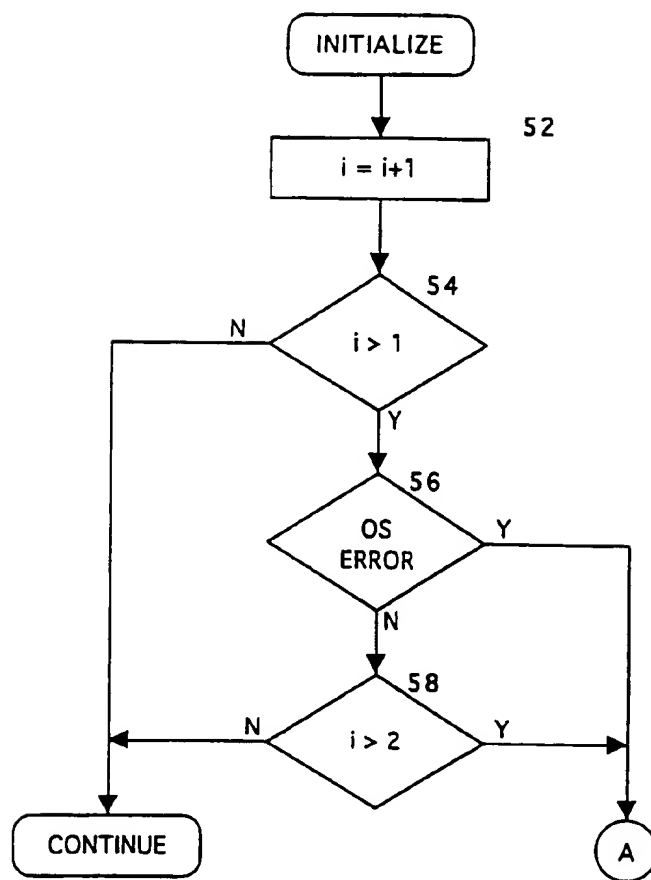 INITIALIZE
52
i = i+1
54
N
i > 1
Y
56
OS
ERROR
Y
N
58
N
i > 2
Y
CONTINUE
A